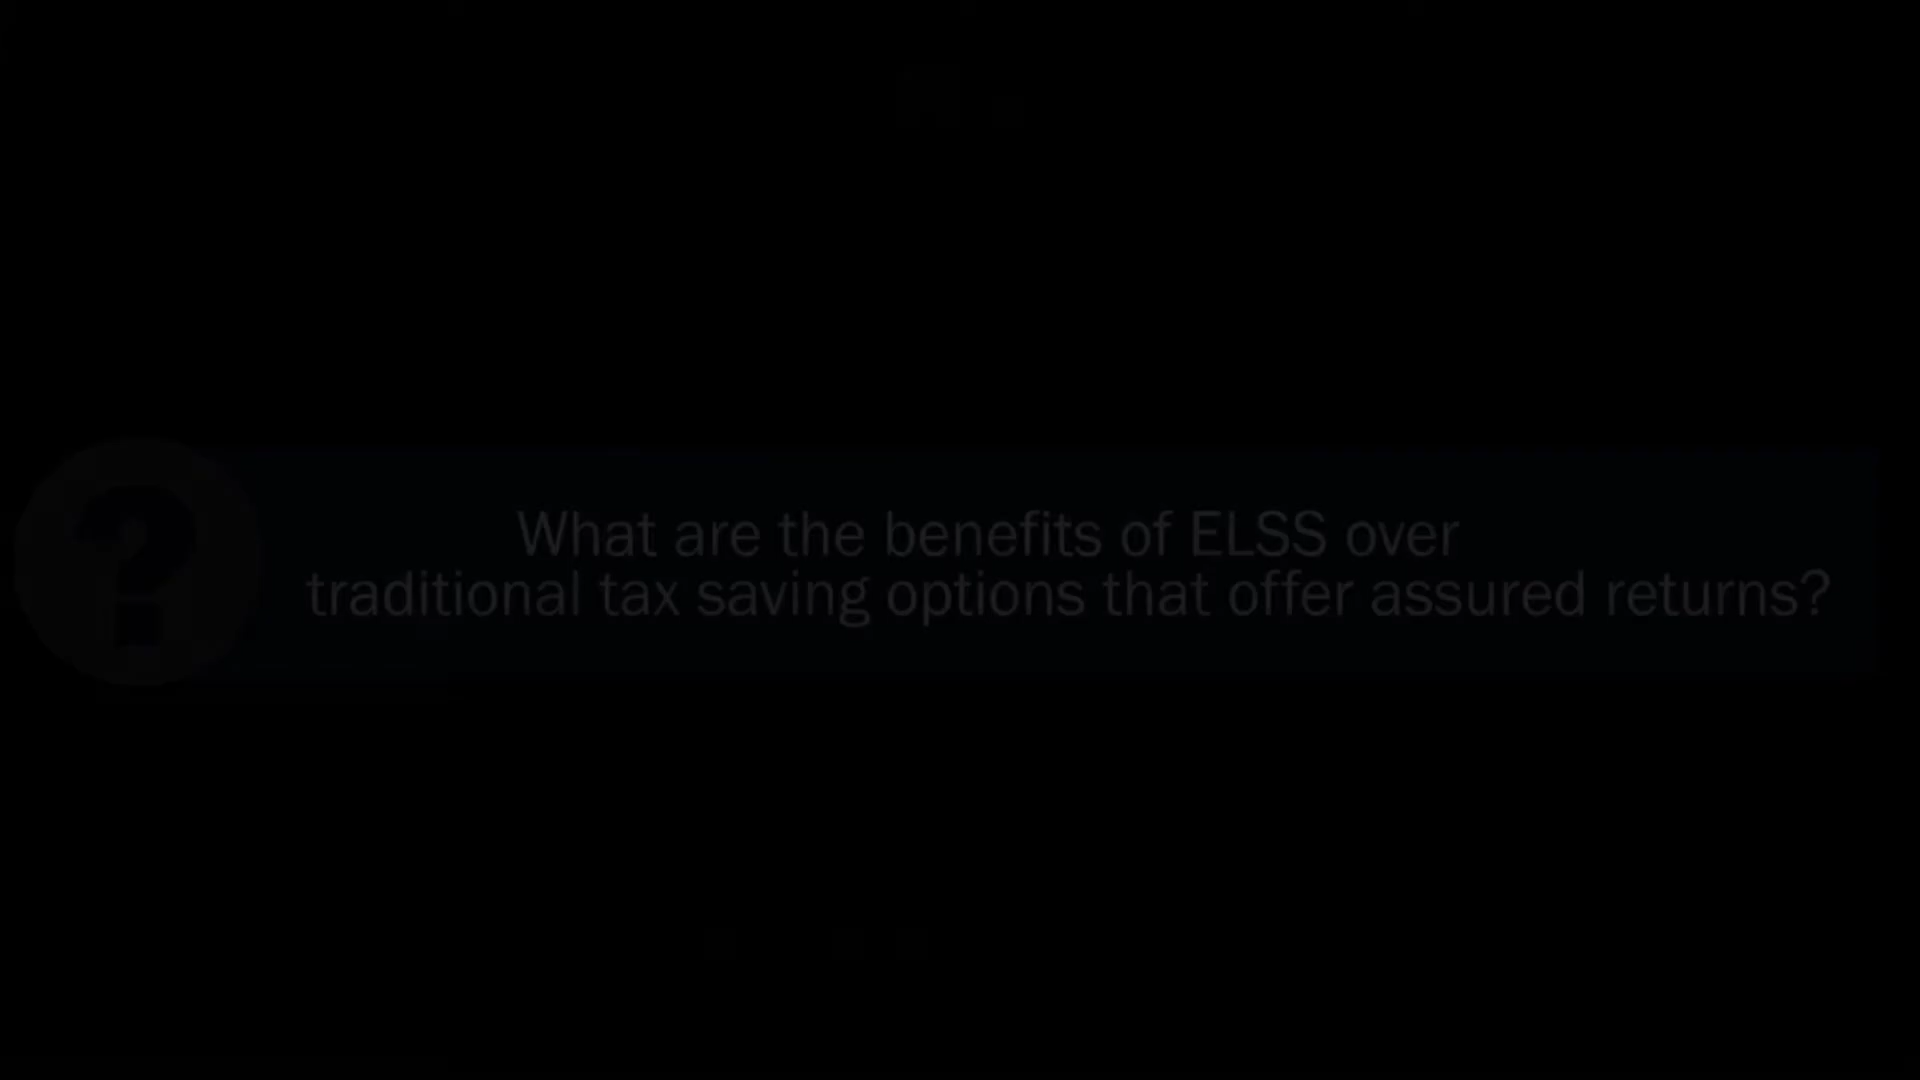 ?
What are the benefits of ELSS over
traditional tax saving options that offer assured returns?